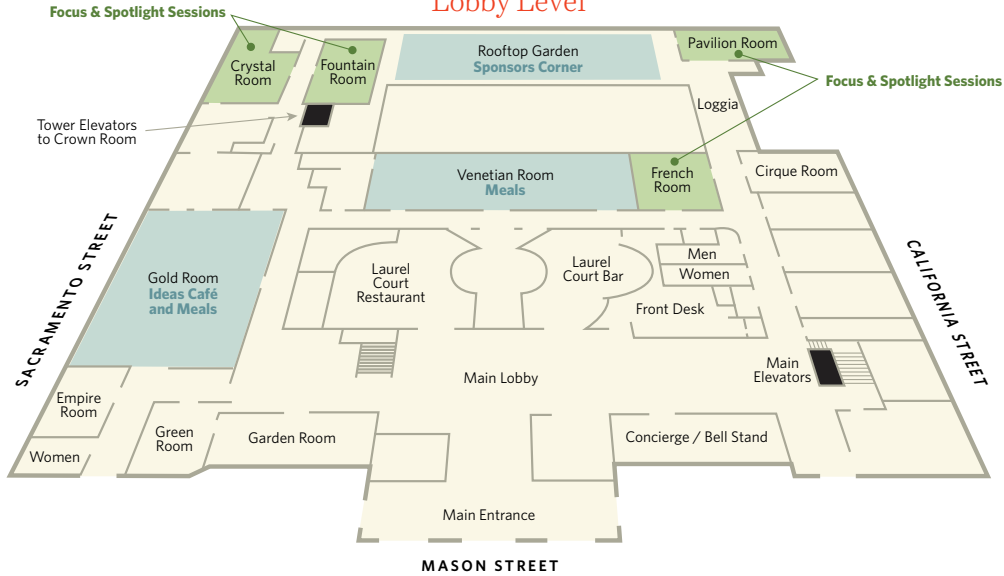 Lobby Level
Focus & Spotlight Sessions
Crystal
Room
Fountain
Room
Rooftop Garden
Sponsors Corner
Pavilion Room
Focus & Spotlight Sessions
Loggia
Tower Elevators
to Crown Room
Venetian Room
Meals
French
Room
Cirque Room
SACRAMENTO STREET
Gold Room
Ideas Café
and Meals
Laurel
Court
Restaurant
Laurel
Court Bar
Men
Women
Front Desk
CALIFORNIA STREET
Main Lobby
Main
Elevators
Empire
Room
Women
Green
Room
Garden Room
Concierge / Bell Stand
Main Entrance
MASON STREET